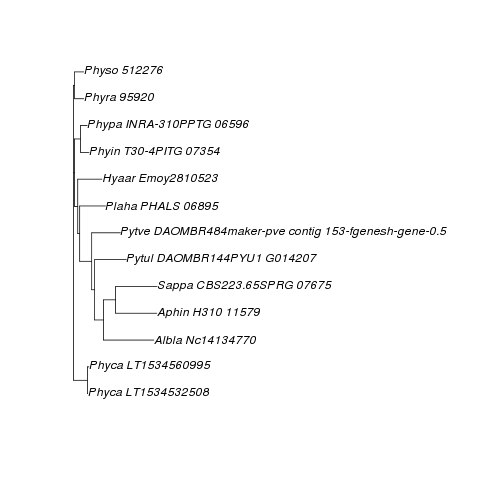 Physo 512276
Phyra 95920
Phypa INRA-310PPTG 06596
Phyin T30-4PITG 07354
Hyaar Emoy2810523
Plaha PHALS 06895
Pytve DAOMBR484maker-pve contig 153-fgenesh-gene-0.5
Pytul DAOMBR144PYU1 G014207
Sappa CBS223.65SPRG 07675
Aphin H310 11579
Albla Nc14134770
Phyca LT1534560995
Phyca LT1534532508